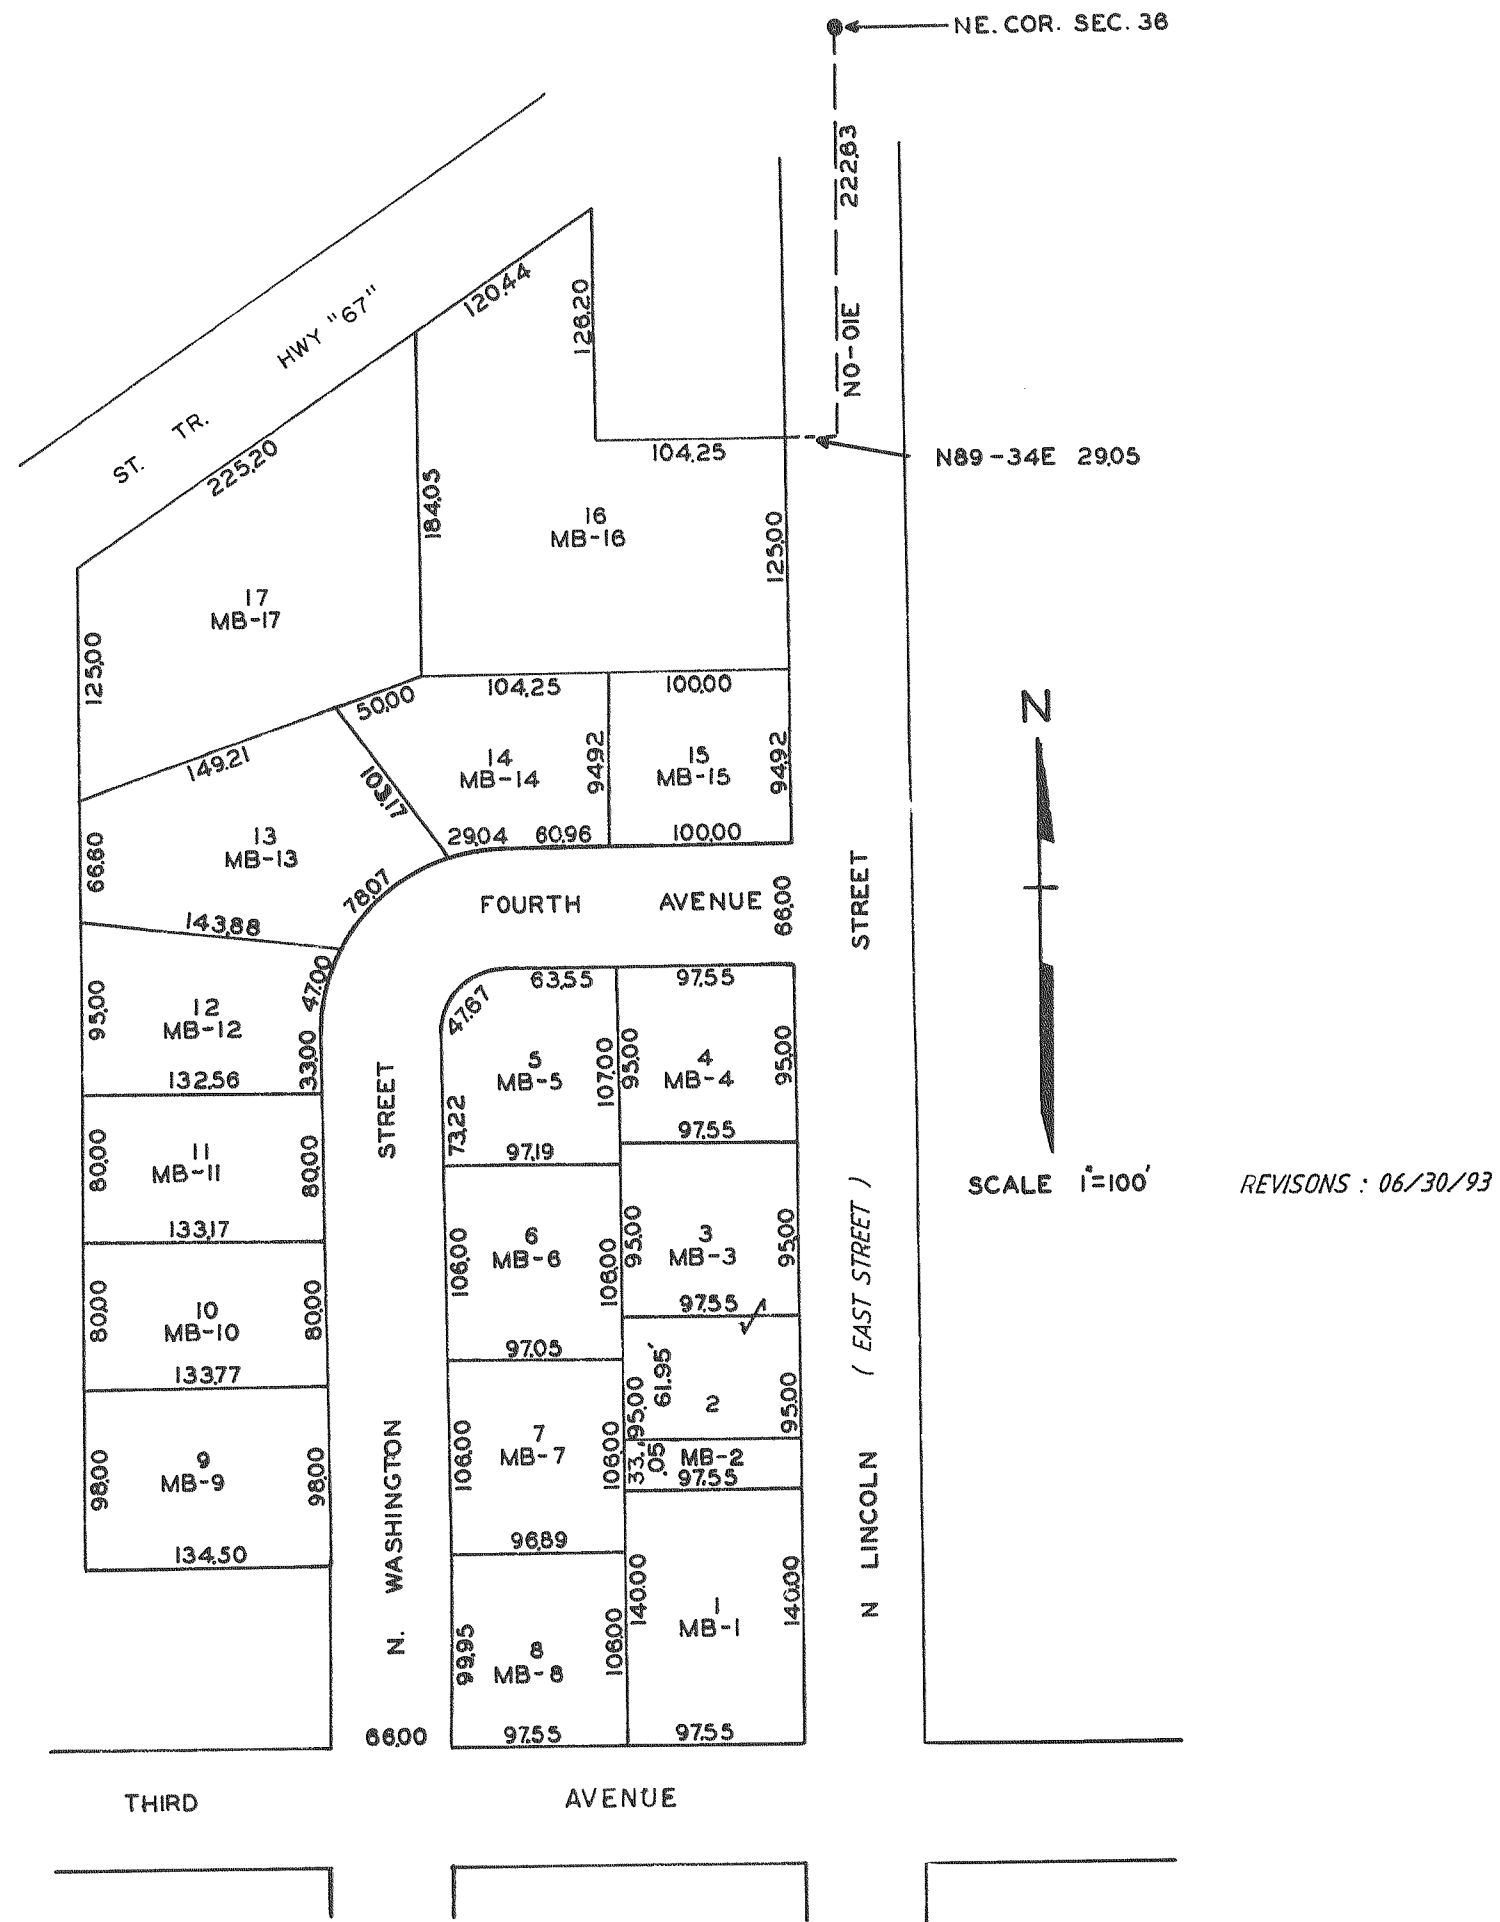 NE. COR. SEC. 36
222.63
NO-01E
N89-34E 29.05
ST. TR. HWY "67"
120.44
126.20
104.25
225.20
184.05
16
MB-16
125.00
17
MB-17
125.00
104.25
100.00
50.00
149.21
14
MB-14
94.92
15
MB-15
94.92
103.17
29.04 60.96
100.00
13
MB-13
66.60
78.07
143.88
FOURTH AVENUE
66.00
N
47.00
12
MB-12
95.00
33.00
132.56
63.55
97.55
47.67
5
MB-5
107.00
95.00
4
MB-4
95.00
73.22
97.19
97.55
11
MB-11
80.00
80.00
133.17
SCALE 1"=100'
REVISONS : 06/30/93
6
MB-6
106.00
106.00
95.00
3
MB-3
95.00
97.05
97.55
10
MB-10
80.00
80.00
133.77
61.95'
95.00
2
95.00
33.
.05
MB-2
97.55
7
MB-7
106.00
106.00
96.89
9
MB-9
98.00
98.00
134.50
140.00
1
MB-1
140.00
8
MB-8
99.95
106.00
66.00
97.55
97.55
N. WASHINGTON STREET
N LINCOLN ( EAST STREET ) STREET
THIRD AVENUE